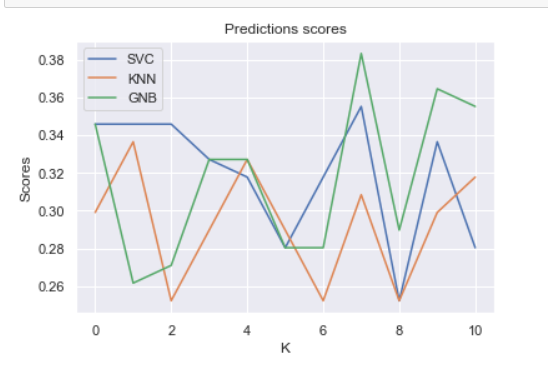 Predictions scores
SVC
KNN
GNB
0.38
0.36
0.34
0.32
0.30
0.28
0.26
Scores
0 2 4 6 8 10
K